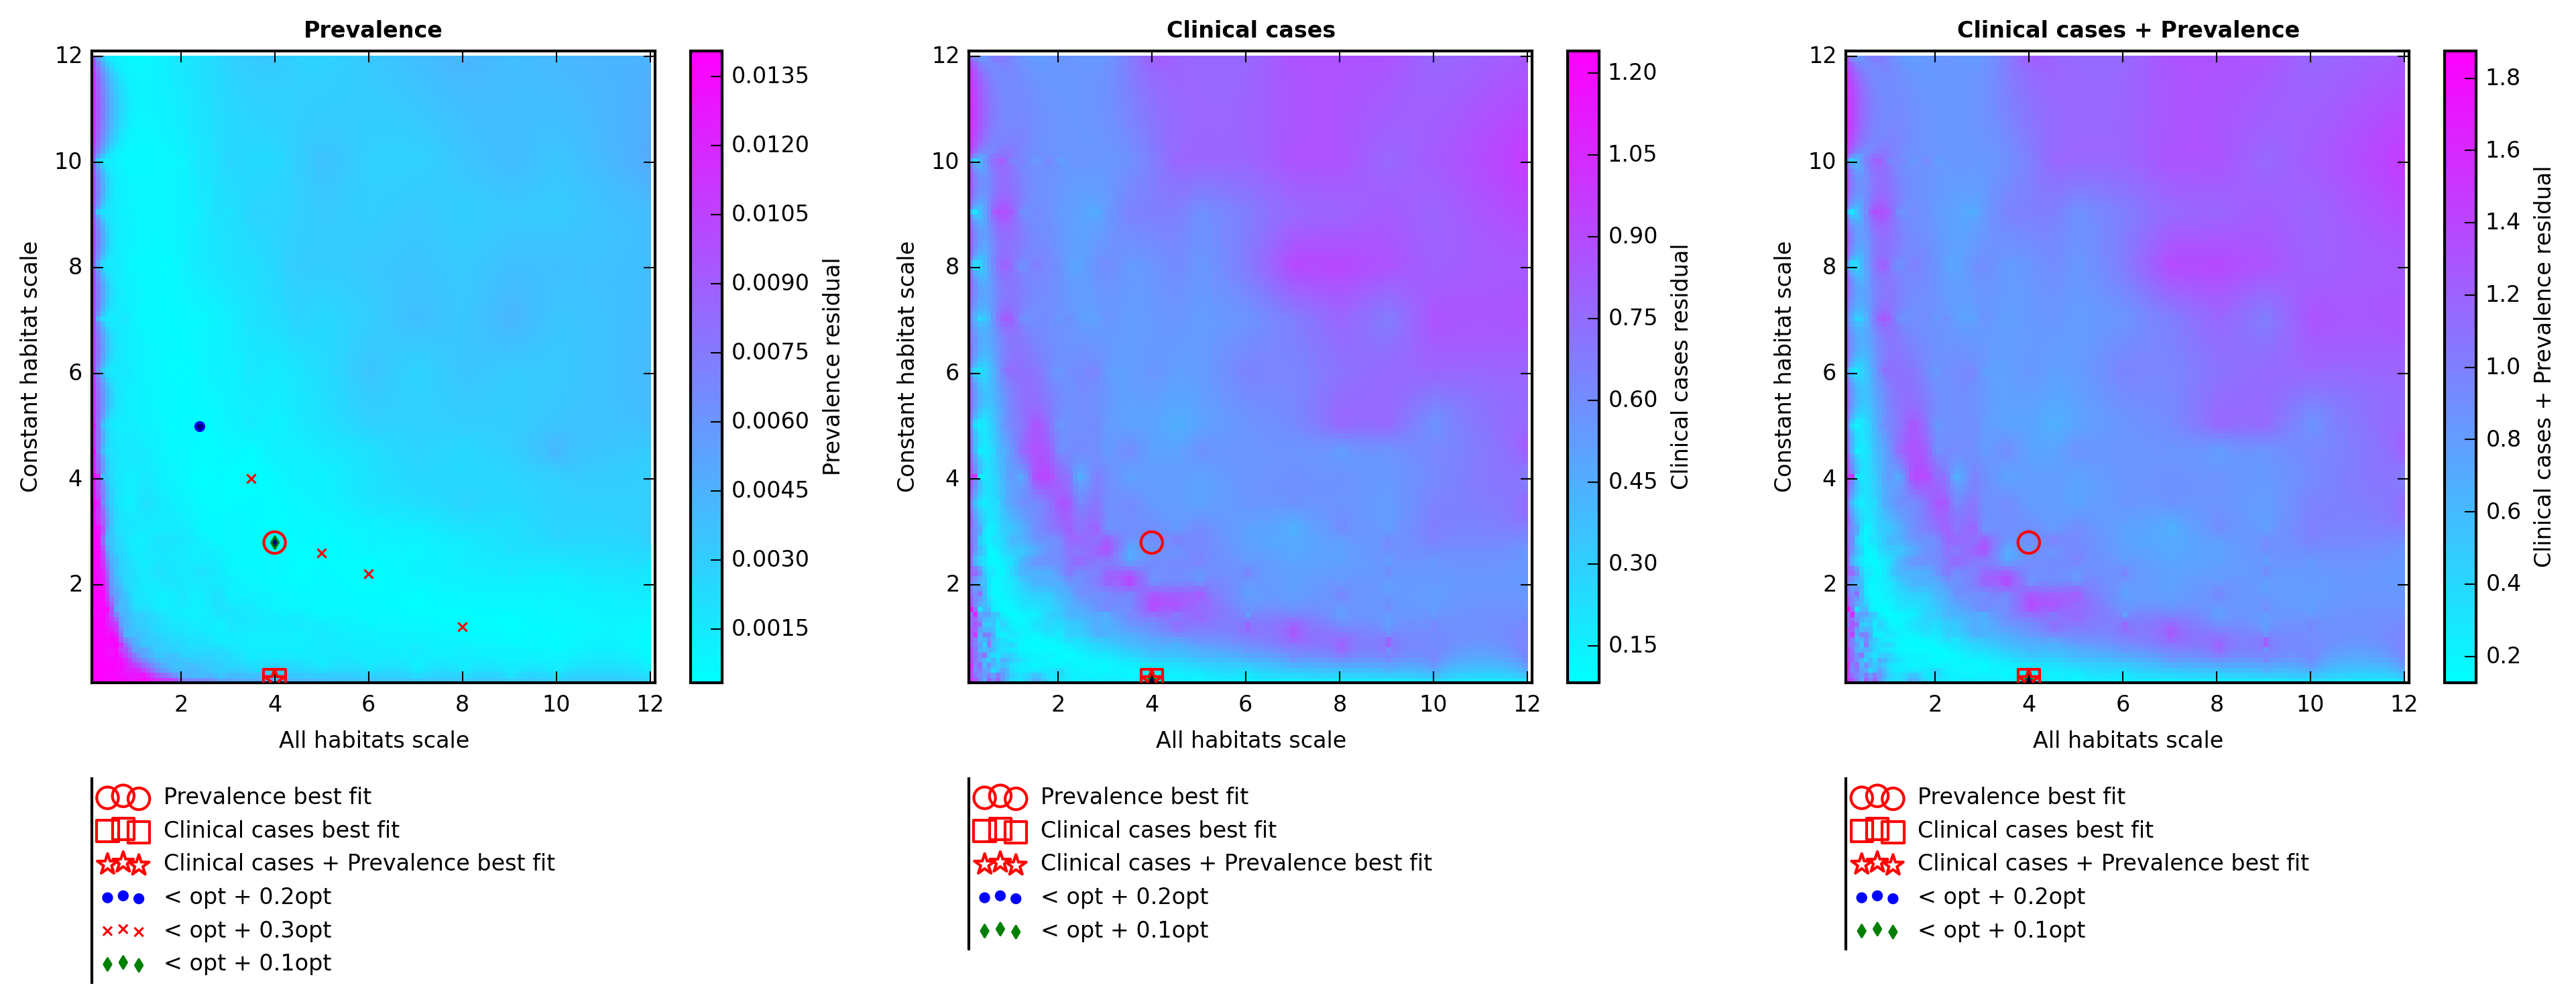 Prevalence
12
10
8
6
4
2
2 4 6 8 10 12
Constant habitat scale
All habitats scale
0.0135
0.0120
0.0105
0.0090
0.0075
0.0060
0.0045
0.0030
0.0015
Prevalence residual
Prevalence best fit
Clinical cases best fit
Clinical cases + Prevalence best fit
< opt + 0.2opt
< opt + 0.3opt
< opt + 0.1opt
Clinical cases
12
10
8
6
4
2
2 4 6 8 10 12
Constant habitat scale
All habitats scale
1.20
1.05
0.90
0.75
0.60
0.45
0.30
0.15
Clinical cases residual
Prevalence best fit
Clinical cases best fit
Clinical cases + Prevalence best fit
< opt + 0.2opt
< opt + 0.1opt
Clinical cases + Prevalence
12
10
8
6
4
2
2 4 6 8 10 12
Constant habitat scale
All habitats scale
1.8
1.6
1.4
1.2
1.0
0.8
0.6
0.4
0.2
Clinical cases + Prevalence residual
Prevalence best fit
Clinical cases best fit
Clinical cases + Prevalence best fit
< opt + 0.2opt
< opt + 0.1opt